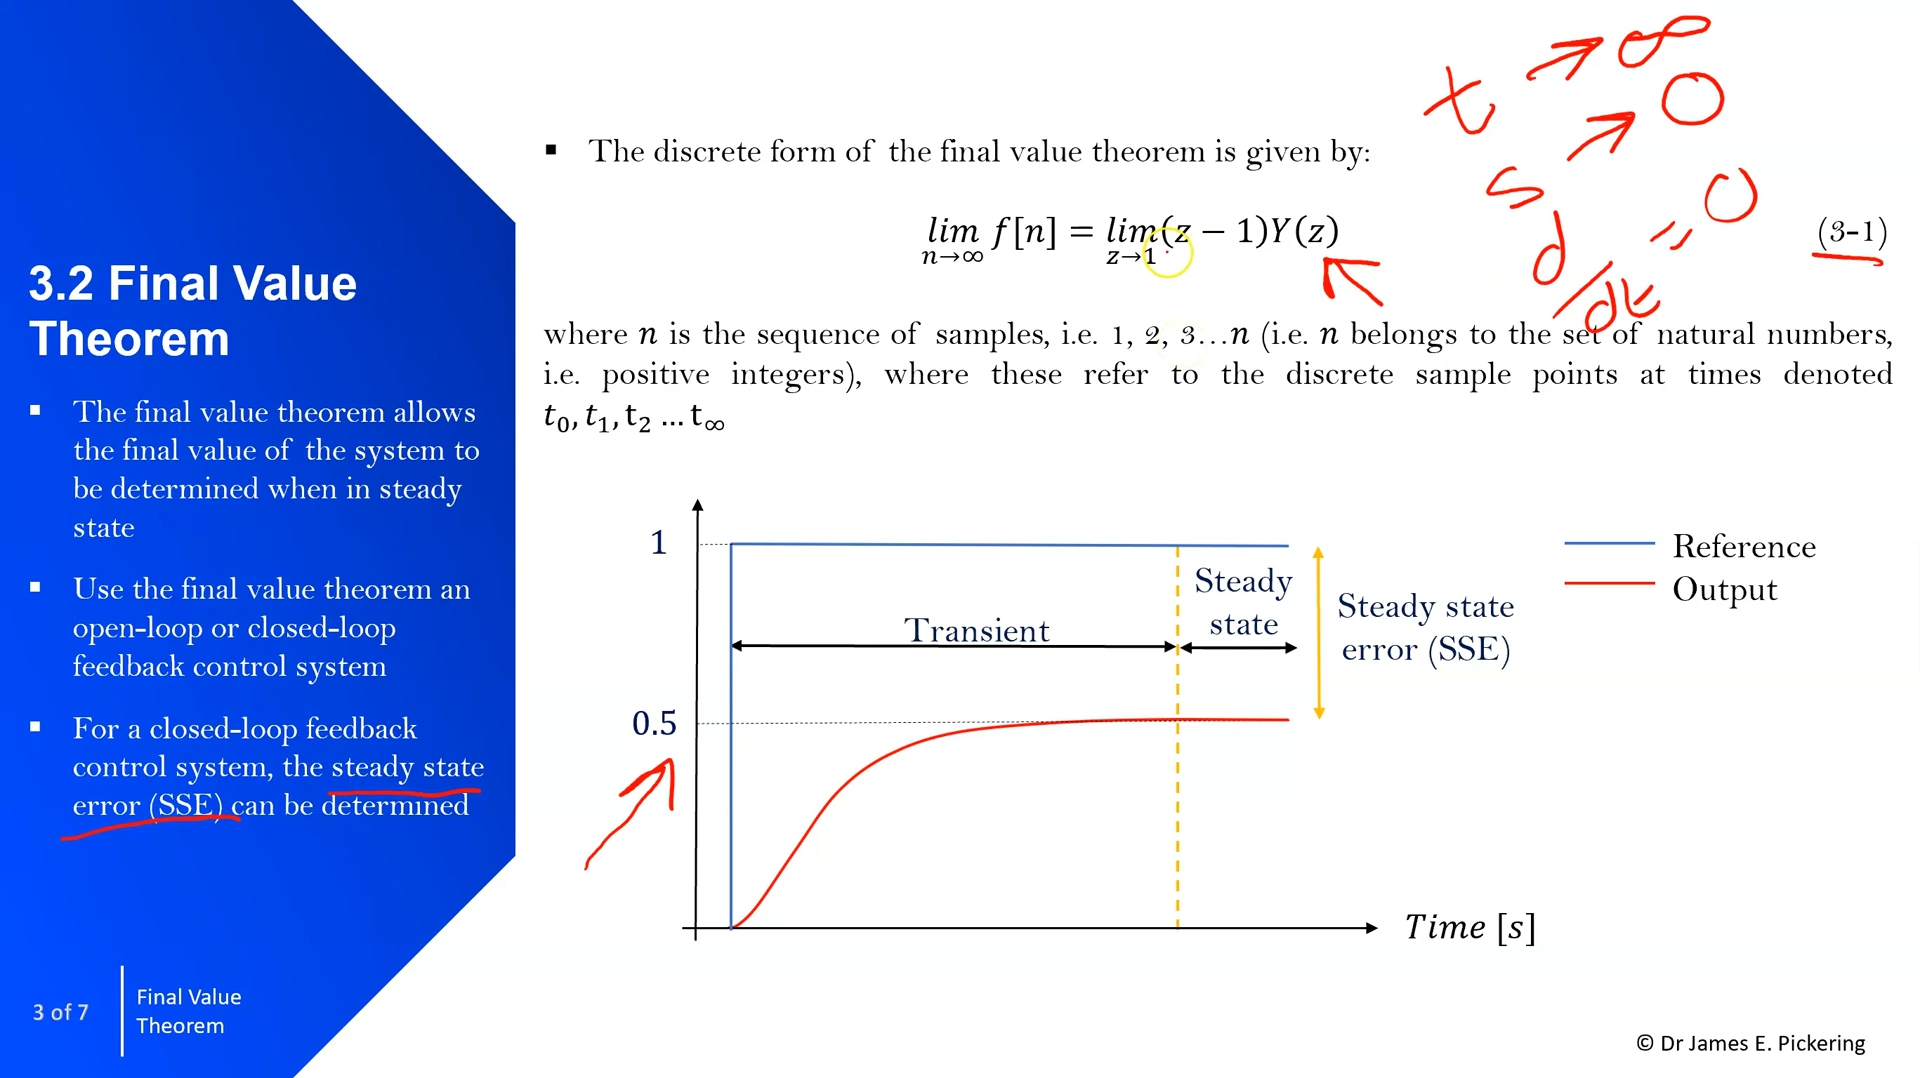 3.2 Final Value
Theorem
▪ The final value theorem allows
the final value of the system to
be determined when in steady
state
▪ Use the final value theorem an
open-loop or closed-loop
feedback control system
▪ For a closed-loop feedback
control system, the steady state
error (SSE) can be determined
3 of 7
Final Value
Theorem
▪ The discrete form of the final value theorem is given by:
lim f[n] = lim(z − 1)Y(z)
n→∞ z→1
(3-1)
where n is the sequence of samples, i.e. 1, 2, 3…n (i.e. n belongs to the set of natural numbers,
i.e. positive integers), where these refer to the discrete sample points at times denoted
t₀, t₁, t₂ … t∞
t → ∞
s → 0
d/dt = 0
1
0.5
Transient
Steady
state
Steady state
error (SSE)
Reference
Output
Time [s]
© Dr James E. Pickering